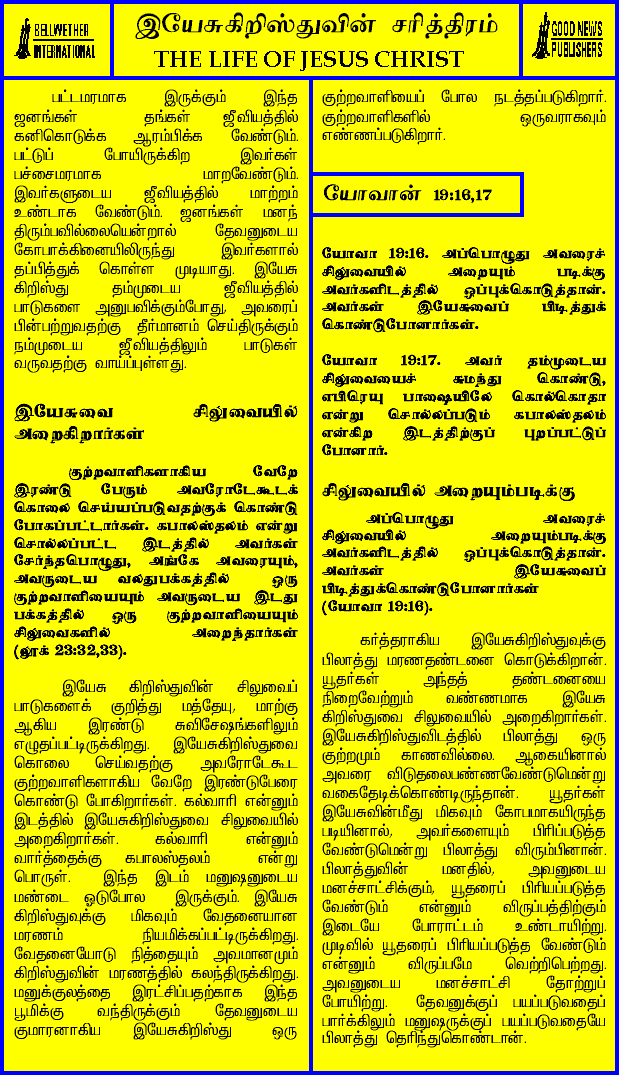 BELLWETHER
INTERNATIONAL
இயேசுகிறிஸ்துவின் சரித்திரம்
THE LIFE OF JESUS CHRIST
GOOD NEWS
PUBLISHERS
பட்டமரமாக இருக்கும் இந்த
ஜனங்கள் தங்கள் ஜீவியத்தில்
கனிகொடுக்க ஆரம்பிக்க வேண்டும்.
பட்டுப் போயிருக்கிற இவர்கள்
பச்சைமரமாக மாறவேண்டும்.
இவர்களுடைய ஜீவியத்தில் மாற்றம்
உண்டாக வேண்டும். ஜனங்கள் மனந்
திரும்பவில்லையென்றால் தேவனுடைய
கோபாக்கினையிலிருந்து இவர்களால்
தப்பித்துக் கொள்ள முடியாது. இயேசு
கிறிஸ்து தம்முடைய ஜீவியத்தில்
பாடுகளை அனுபவிக்கும்போது, அவரைப்
பின்பற்றுவதற்கு தீர்மானம் செய்திருக்கும்
நம்முடைய ஜீவியத்திலும் பாடுகள்
வருவதற்கு வாய்ப்புள்ளது.
இயேசுவை சிலுவையில்
அறைகிறார்கள்
குற்றவாளிகளாகிய வேறே
இரண்டு பேரும் அவரோடேகூடக்
கொலை செய்யப்படுவதற்குக் கொண்டு
போகப்பட்டார்கள். கபாலஸ்தலம் என்று
சொல்லப்பட்ட இடத்தில் அவர்கள்
சேர்ந்தபொழுது, அங்கே அவரையும்,
அவருடைய வலதுபக்கத்தில் ஒரு
குற்றவாளியையும் அவருடைய இடது
பக்கத்தில் ஒரு குற்றவாளியையும்
சிலுவைகளில் அறைந்தார்கள்
(லூக் 23:32,33).
இயேசு கிறிஸ்துவின் சிலுவைப்
பாடுகளைக் குறித்து மத்தேயு, மாற்கு
ஆகிய இரண்டு சுவிசேஷங்களிலும்
எழுதப்பட்டிருக்கிறது. இயேசுகிறிஸ்துவை
கொலை செய்வதற்கு அவரோடேகூட
குற்றவாளிகளாகிய வேறே இரண்டுபேரை
கொண்டு போகிறார்கள். கல்வாரி என்னும்
இடத்தில் இயேசுகிறிஸ்துவை சிலுவையில்
அறைகிறார்கள். கல்வாரி என்னும்
வார்த்தைக்கு கபாலஸ்தலம் என்று
பொருள். இந்த இடம் மனுஷனுடைய
மண்டை ஓடுபோல இருக்கும். இயேசு
கிறிஸ்துவுக்கு மிகவும் வேதனையான
மரணம் நியமிக்கப்பட்டிருக்கிறது.
வேதனையோடு நித்தையும் அவமானமும்
கிறிஸ்துவின் மரணத்தில் கலந்திருக்கிறது.
மனுக்குலத்தை இரட்சிப்பதற்காக இந்த
பூமிக்கு வந்திருக்கும் தேவனுடைய
குமாரனாகிய இயேசுகிறிஸ்து ஒரு
குற்றவாளியைப் போல நடத்தப்படுகிறார்.
குற்றவாளிகளில் ஒருவராகவும்
எண்ணப்படுகிறார்.
யோவான் 19:16,17
யோவா 19:16. அப்பொழுது அவரைச்
சிலுவையில் அறையும் படிக்கு
அவர்களிடத்தில் ஒப்புக்கொடுத்தான்.
அவர்கள் இயேசுவைப் பிடித்துக்
கொண்டுபோனார்கள்.
யோவா 19:17. அவர் தம்முடைய
சிலுவையைச் சுமந்து கொண்டு,
எபிரெயு பாஷையிலே கொல்கொதா
என்று சொல்லப்படும் கபாலஸ்தலம்
என்கிற இடத்திற்குப் புறப்பட்டுப்
போனார்.
சிலுவையில் அறையும்படிக்கு
அப்பொழுது அவரைச்
சிலுவையில் அறையும்படிக்கு
அவர்களிடத்தில் ஒப்புக்கொடுத்தான்.
அவர்கள் இயேசுவைப்
பிடித்துக்கொண்டுபோனார்கள்
(யோவா 19:16).
கர்த்தராகிய இயேசுகிறிஸ்துவுக்கு
பிலாத்து மரணதண்டனை கொடுக்கிறான்.
யூதர்கள் அந்தத் தண்டனையை
நிறைவேற்றும் வண்ணமாக இயேசு
கிறிஸ்துவை சிலுவையில் அறைகிறார்கள்.
இயேசுகிறிஸ்துவிடத்தில் பிலாத்து ஒரு
குற்றமும் காணவில்லை. ஆகையினால்
அவரை விடுதலைபண்ணவேண்டுமென்று
வகைதேடிக்கொண்டிருந்தான். யூதர்கள்
இயேசுவின்மீது மிகவும் கோபமாகயிருந்த
படியினால், அவர்களையும் பிரிப்படுத்த
வேண்டுமென்று பிலாத்து விரும்பினான்.
பிலாத்துவின் மனதில், அவனுடைய
மனச்சாட்சிக்கும், யூதரைப் பிரியப்படுத்த
வேண்டும் என்னும் விருப்பத்திற்கும்
இடையே போராட்டம் உண்டாயிற்று.
முடிவில் யூதரைப் பிரியப்படுத்த வேண்டும்
என்னும் விருப்பமே வெற்றிபெற்றது.
அவனுடைய மனச்சாட்சி தோற்றுப்
போயிற்று. தேவனுக்குப் பயப்படுவதைப்
பார்க்கிலும் மனுஷருக்குப் பயப்படுவதையே
பிலாத்து தெரிந்துகொண்டான்.